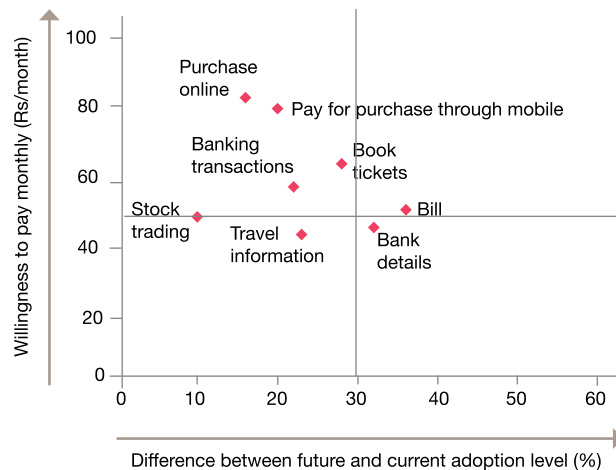 Willingness to pay monthly (Rs/month)
100
80
60
40
20
0
Purchase
online
Pay for purchase through mobile
Banking
transactions
Book
tickets
Stock
trading
Bill
Travel
information
Bank
details
0 10 20 30 40 50 60
Difference between future and current adoption level (%)